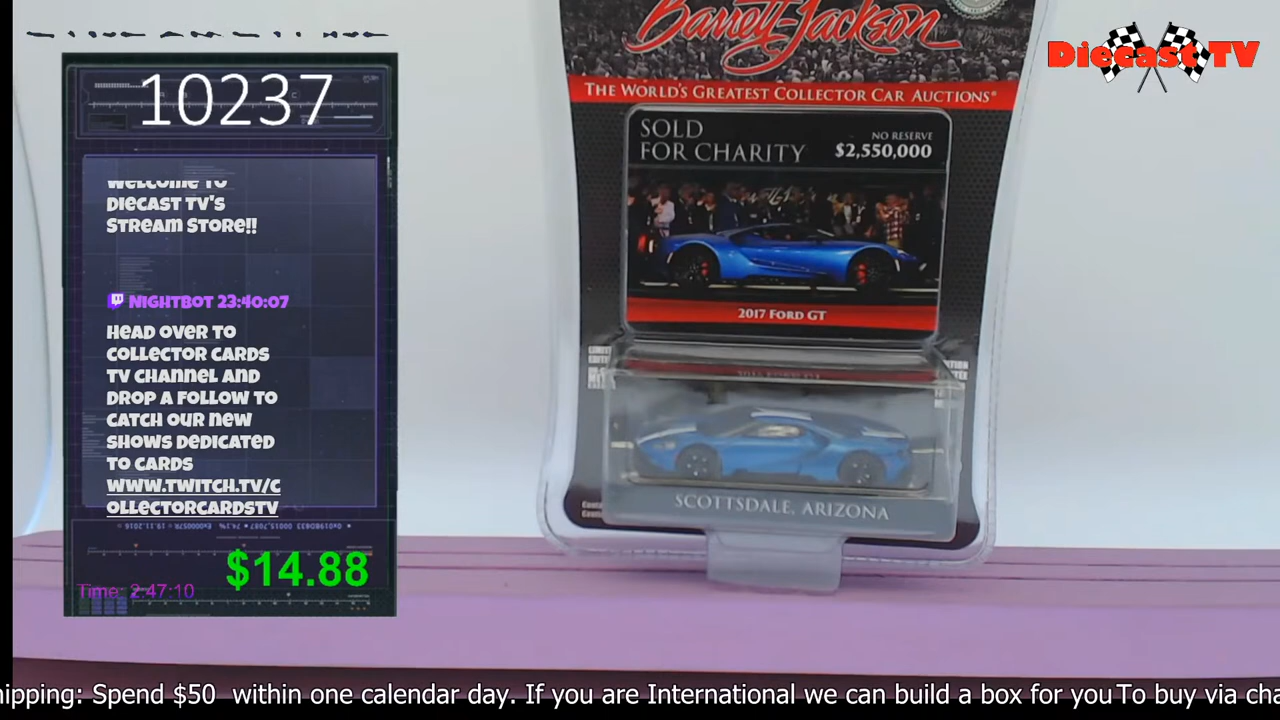 10237
WELCOME TO
DIECAST TV'S
STREAM STORE!!
NIGHTBOT 23:40:07
HEAD OVER TO
COLLECTOR CARDS
TV CHANNEL AND
DROP A FOLLOW TO
CATCH OUR NEW
SHOWS DEDICATED
TO CARDS
WWW.TWITCH.TV/C
OLLECTORCARDSTV
$14.88
Time: 2:47:10
Barrett-Jackson
THE WORLD'S GREATEST COLLECTOR CAR AUCTIONS®
SOLD
FOR CHARITY
NO RESERVE
$2,550,000
2017 FORD GT
SCOTTSDALE, ARIZONA
Diecast TV
hipping: Spend $50 within one calendar day. If you are International we can build a box for you To buy via cha